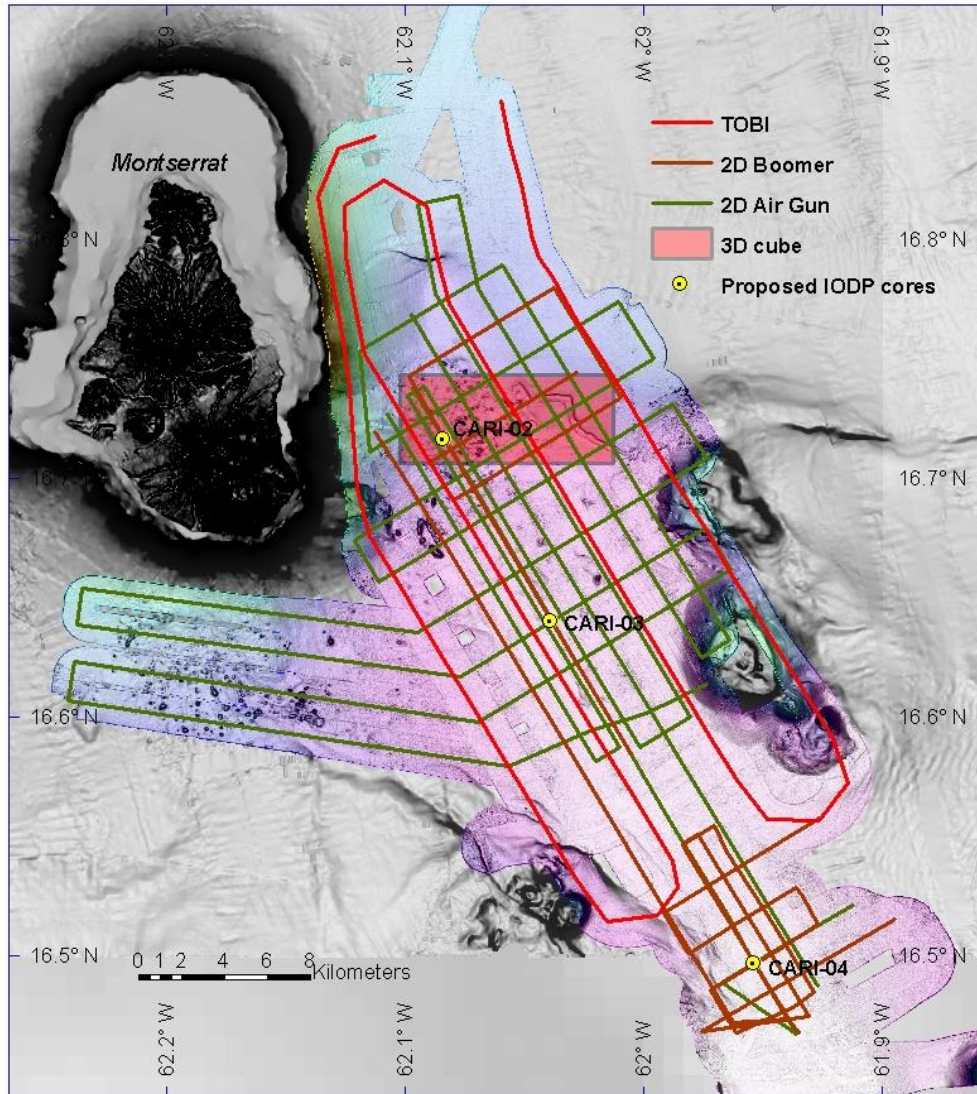 62.2° W
62.1° W
62° W
61.9° W
Montserrat
TOBI
2D Boomer
2D Air Gun
3D cube
Proposed IODP cores
16.8° N
16.8° N
CARI-02
16.7° N
16.7° N
CARI-03
16.6° N
16.6° N
CARI-04
16.5° N
16.5° N
0 1 2 4 6 8
Kilometers
62.2° W
62.1° W
62° W
61.9° W